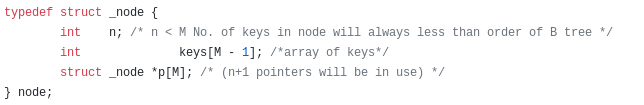 typedef struct _node {
int n; /* n < M No. of keys in node will always less than order of B tree */
int keys[M - 1]; /*array of keys*/
struct _node *p[M]; /* (n+1 pointers will be in use) */
} node;